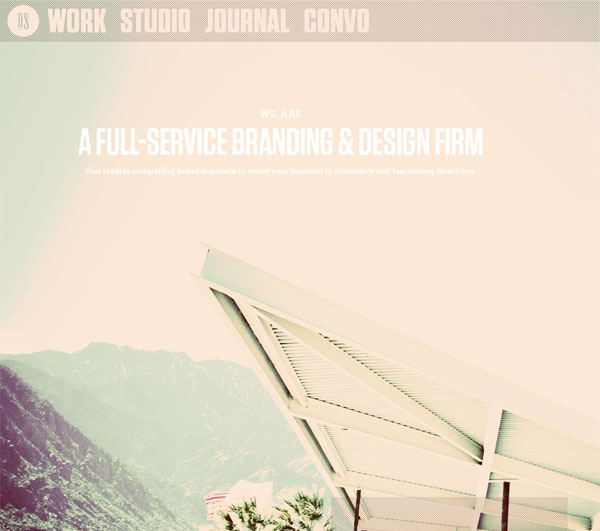 HS WORK STUDIO JOURNAL CONVO
WE ARE
A FULL-SERVICE BRANDING & DESIGN FIRM
that creates compelling brand exposure to move your business in distinctive and fascinating directions.